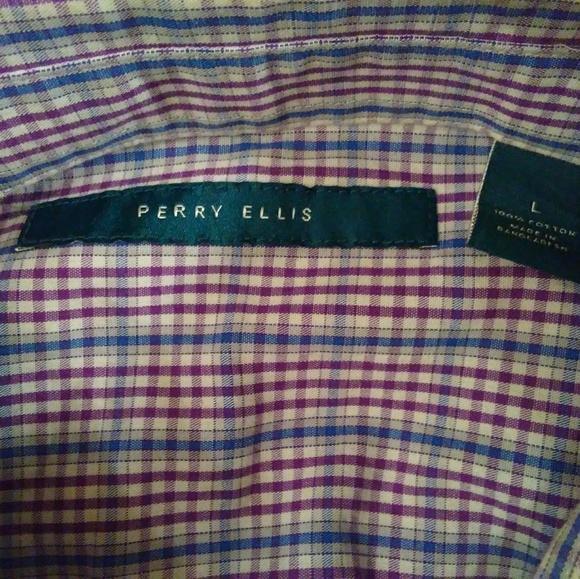 PERRY ELLIS
L
100% COTTON
MADE IN
BANGLADESH